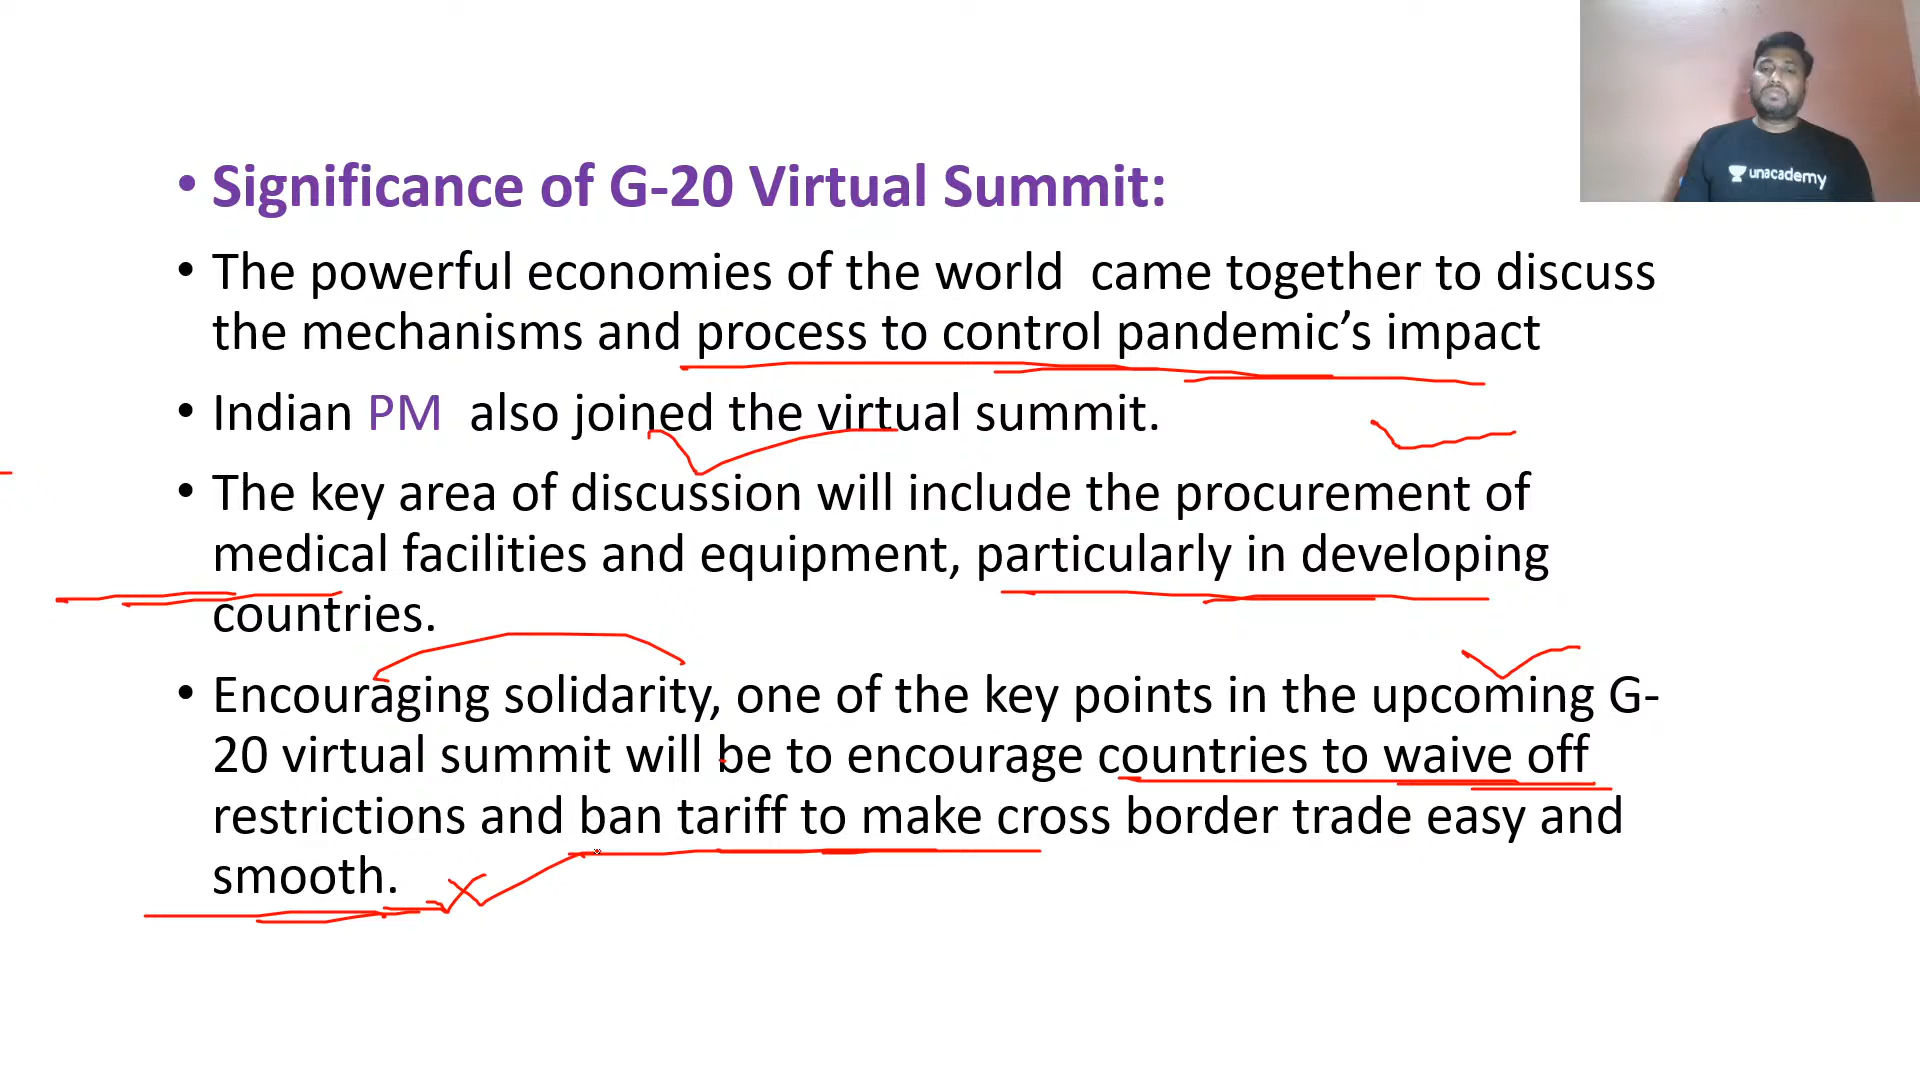 unacademy
• Significance of G-20 Virtual Summit:
• The powerful economies of the world came together to discuss
the mechanisms and process to control pandemic’s impact
• Indian PM also joined the virtual summit.
• The key area of discussion will include the procurement of
medical facilities and equipment, particularly in developing
countries.
• Encouraging solidarity, one of the key points in the upcoming G-
20 virtual summit will be to encourage countries to waive off
restrictions and ban tariff to make cross border trade easy and
smooth.